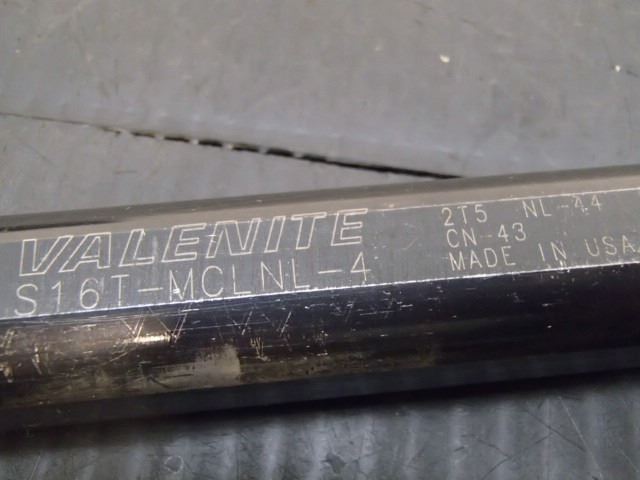 VALENITE
S16T-MCLNL-4
2T5 NL-44
CN-43
MADE IN USA